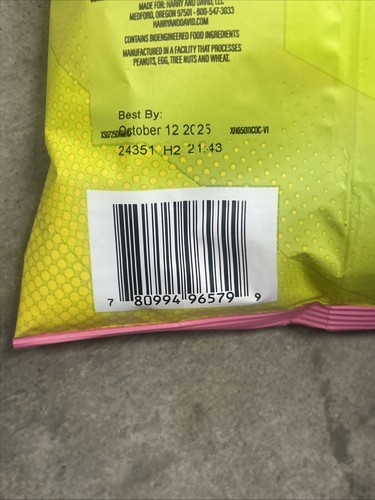 MADE FOR: HARRY AND DAVID, LLC
MEDFORD, OREGON 97501 • 800-547-3033
HARRYANDDAVID.COM
CONTAINS BIOENGINEERED FOOD INGREDIENTS
MANUFACTURED IN A FACILITY THAT PROCESSES
PEANUTS, EGG, TREE NUTS AND WHEAT.
Best By:
October 12 2025 XH65011COC-V1
24351 H2 21:43
7 80994 96579 9